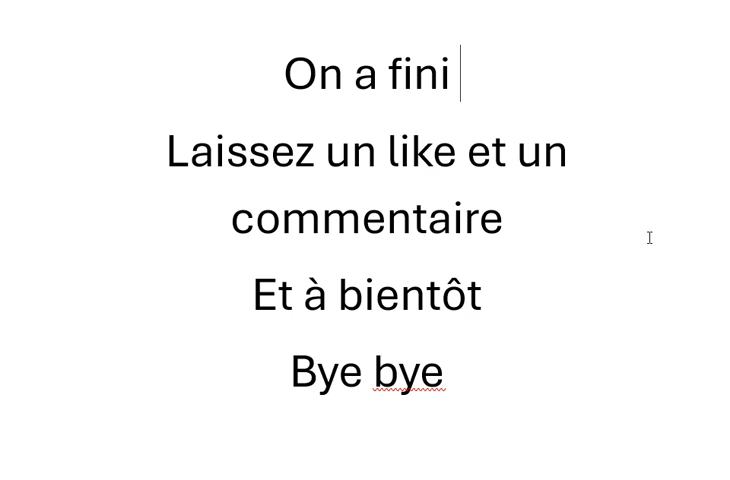 On a fini
Laissez un like et un
commentaire
Et à bientôt
Bye bye